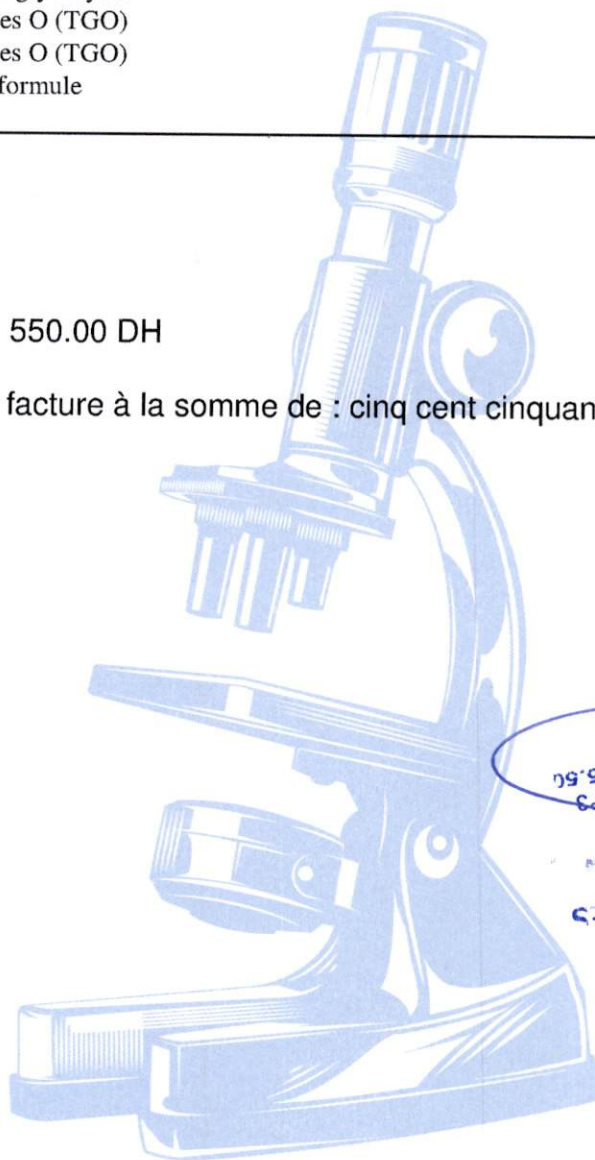 es O (TGO)
es O (TGO)
formule
550.00 DH
facture à la somme de : cinq cent cinquan